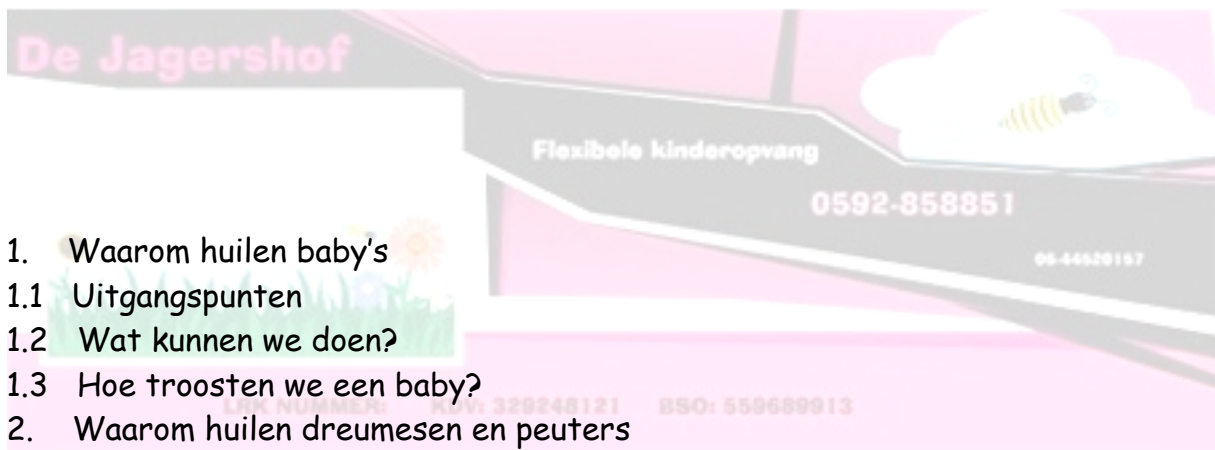 De Jagershof
Flexibele kinderopvang
0592-858851
06-44520157
1. Waarom huilen baby's
1.1 Uitgangspunten
1.2 Wat kunnen we doen?
1.3 Hoe troosten we een baby?
LRK NUMMER: KDV: 329248121 BSO: 559689913
2. Waarom huilen dreumesen en peuters